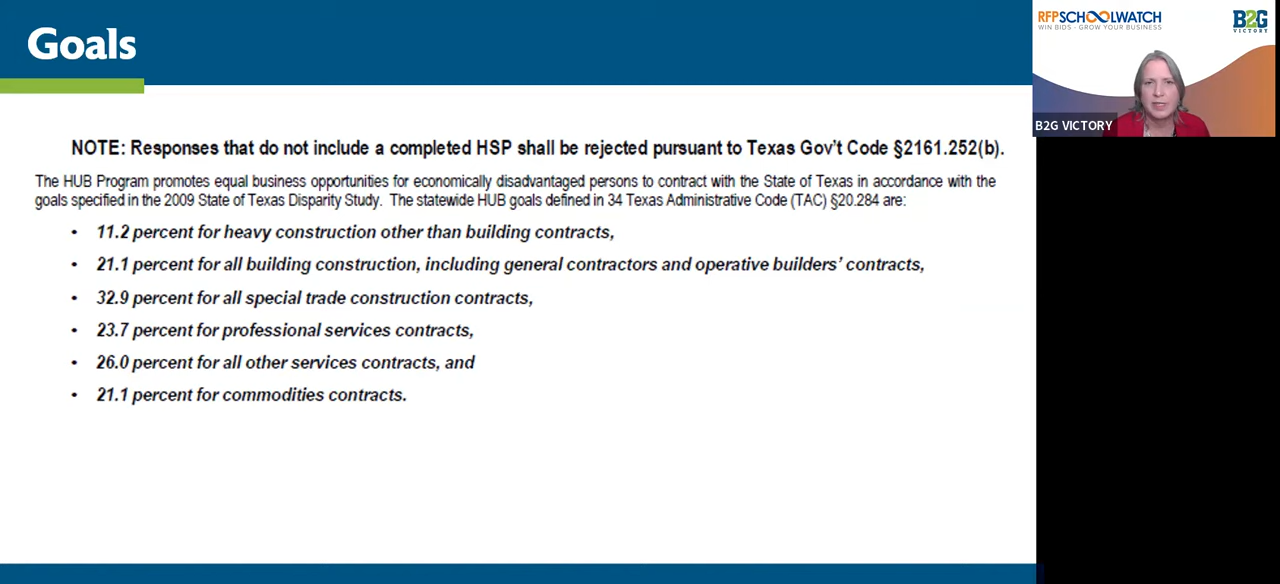 Goals
NOTE: Responses that do not include a completed HSP shall be rejected pursuant to Texas Gov't Code §2161.252(b).
The HUB Program promotes equal business opportunities for economically disadvantaged persons to contract with the State of Texas in accordance with the
goals specified in the 2009 State of Texas Disparity Study. The statewide HUB goals defined in 34 Texas Administrative Code (TAC) §20.284 are:
• 11.2 percent for heavy construction other than building contracts,
• 21.1 percent for all building construction, including general contractors and operative builders' contracts,
• 32.9 percent for all special trade construction contracts,
• 23.7 percent for professional services contracts,
• 26.0 percent for all other services contracts, and
• 21.1 percent for commodities contracts.
RFPSCHOOLWATCH
WIN BIDS - GROW YOUR BUSINESS
B2G
VICTORY
B2G VICTORY